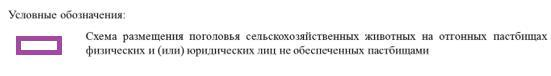 Условные обозначения:
Схема размещения поголовья сельскохозяйственных животных на отгонных пастбищах
физических и (или) юридических лиц не обеспеченных пастбищами